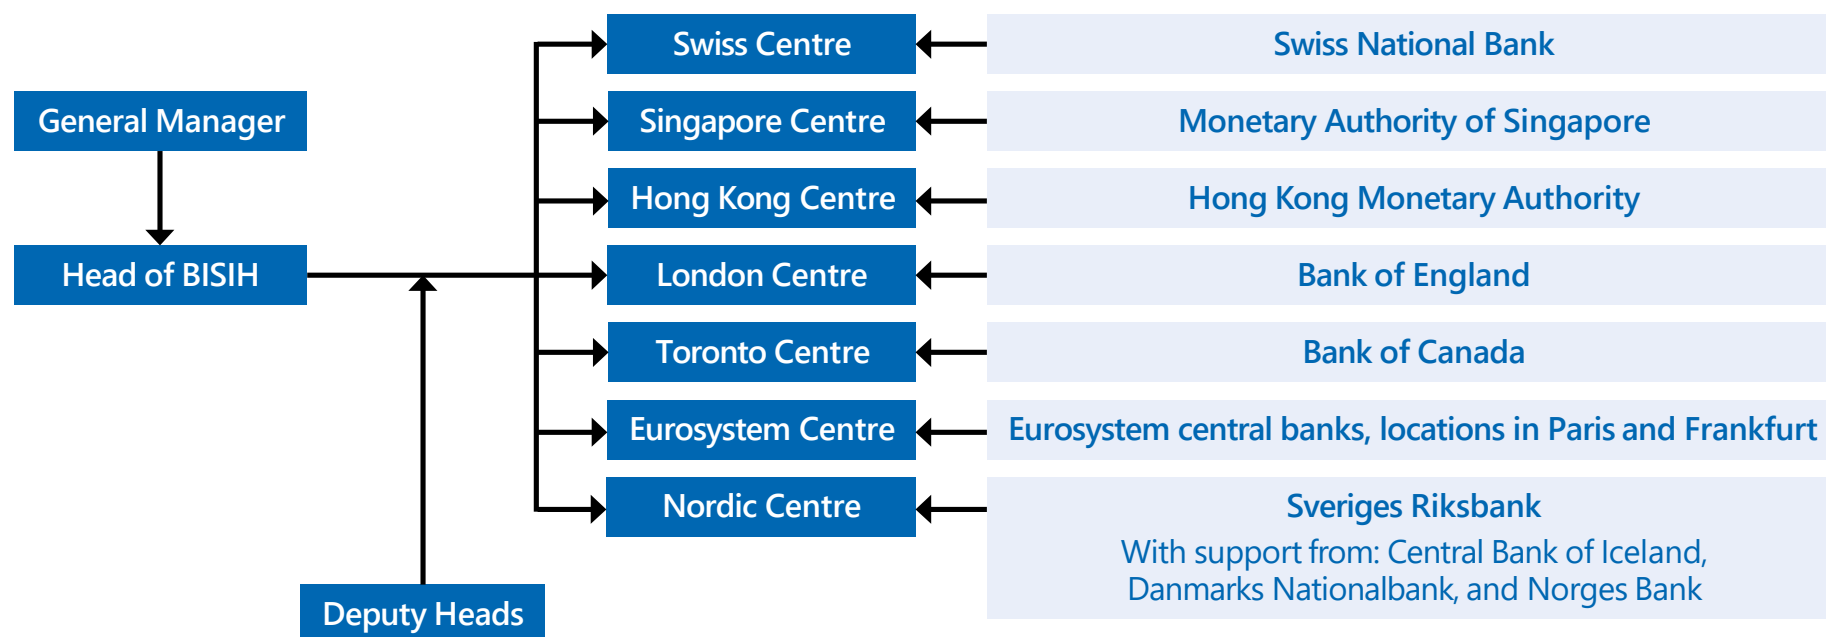 General Manager
Head of BISIH
Deputy Heads
Swiss Centre
Swiss National Bank
Singapore Centre
Monetary Authority of Singapore
Hong Kong Centre
Hong Kong Monetary Authority
London Centre
Bank of England
Toronto Centre
Bank of Canada
Eurosystem Centre
Eurosystem central banks, locations in Paris and Frankfurt
Nordic Centre
Sveriges Riksbank
With support from: Central Bank of Iceland,
Danmarks Nationalbank, and Norges Bank